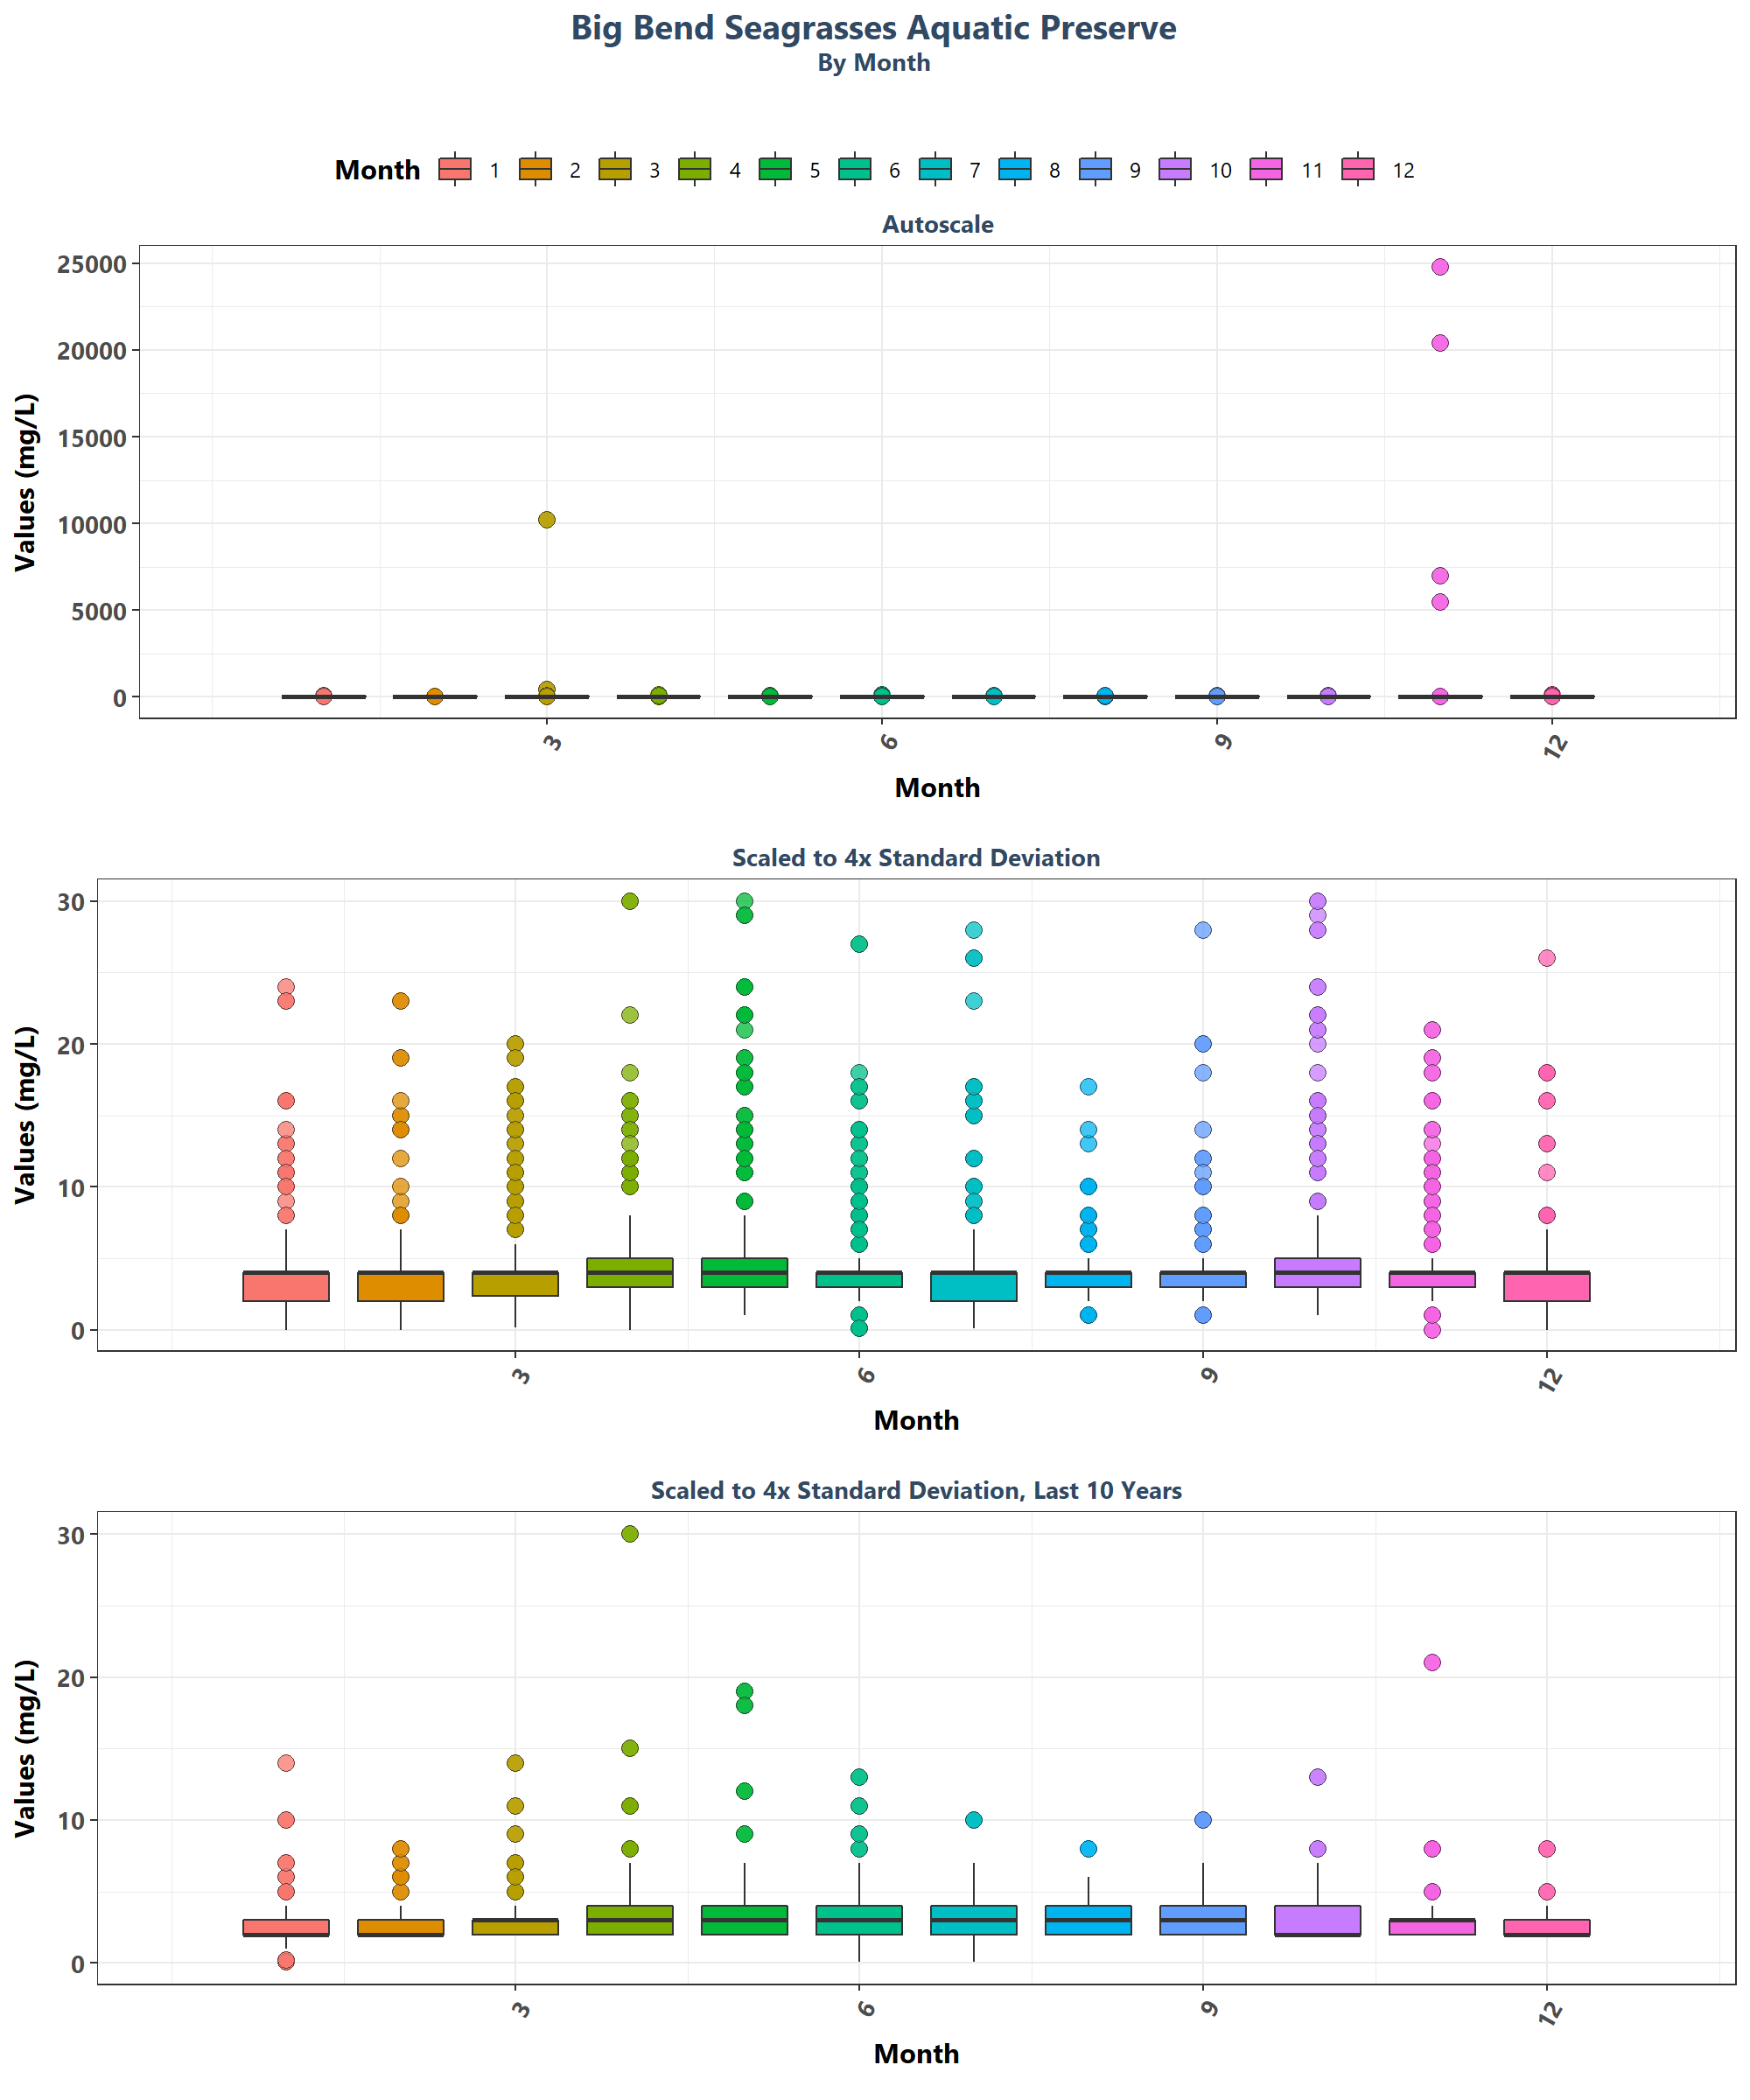 Big Bend Seagrasses Aquatic Preserve
By Month
Month 1 2 3 4 5 6 7 8 9 10 11 12
Autoscale
Values (mg/L)
25000
20000
15000
10000
5000
0
3 6 9 12
Month
Scaled to 4x Standard Deviation
Values (mg/L)
30
20
10
0
3 6 9 12
Month
Scaled to 4x Standard Deviation, Last 10 Years
Values (mg/L)
30
20
10
0
3 6 9 12
Month